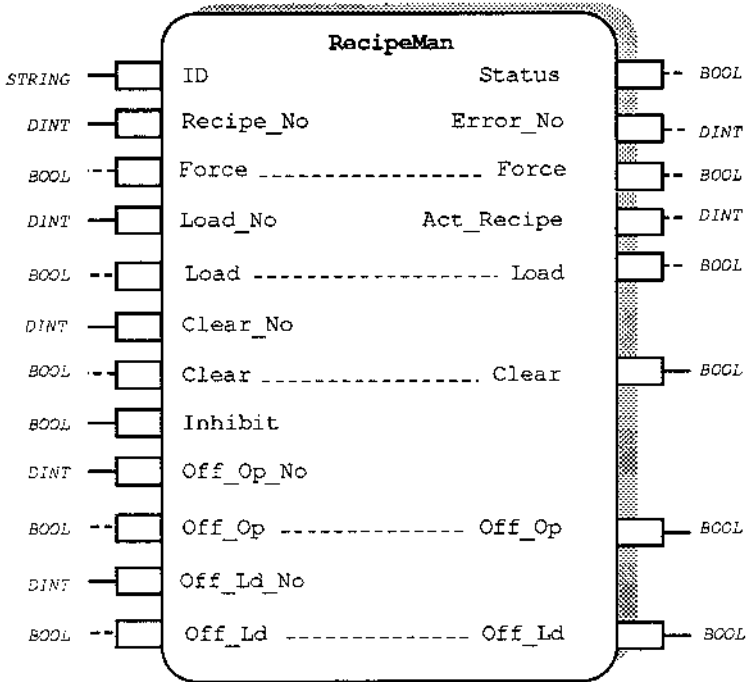 RecipeMan
STRING ID Status BOOL
DINT Recipe_No Error_No DINT
BOOL Force Force BOOL
DINT Load_No Act_Recipe DINT
BOOL Load Load BOOL
DINT Clear_No
BOOL Clear Clear BOOL
BOOL Inhibit
DINT Off_Op_No
BOOL Off_Op Off_Op BOOL
DINT Off_Ld_No
BOOL Off_Ld Off_Ld BOOL